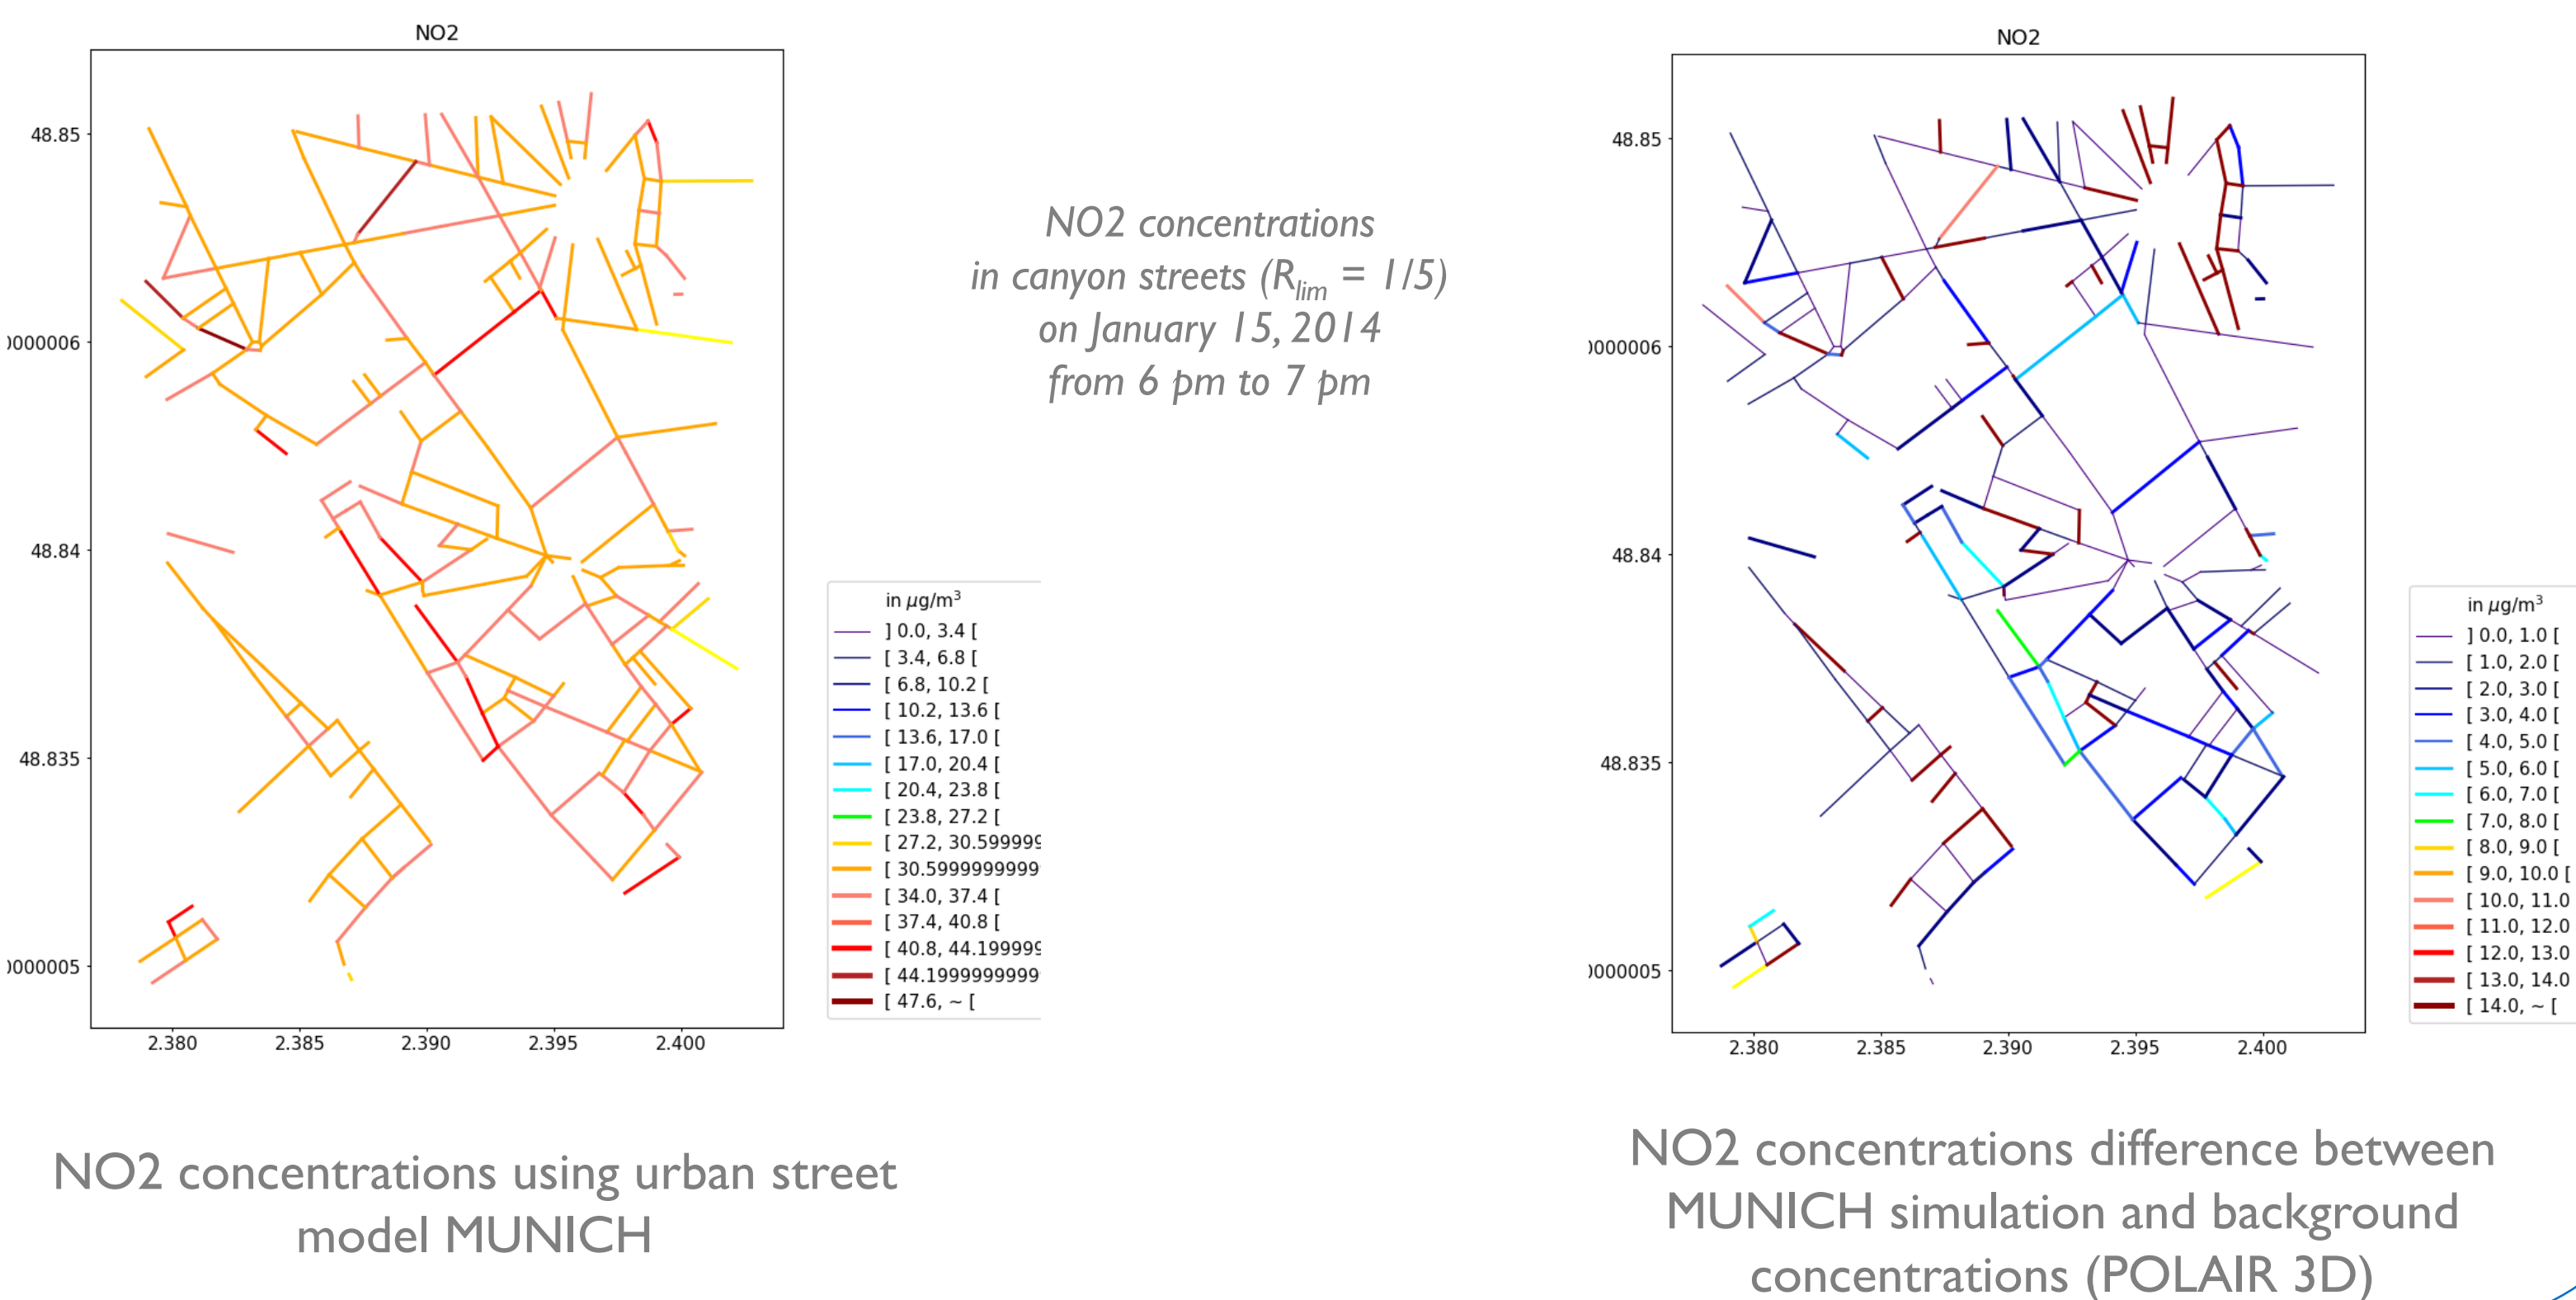 NO2
48.85
0000006
48.84
48.835
0000005
2.380
2.385
2.390
2.395
2.400
in μg/m³
] 0.0, 3.4 [
[ 3.4, 6.8 [
[ 6.8, 10.2 [
[ 10.2, 13.6 [
[ 13.6, 17.0 [
[ 17.0, 20.4 [
[ 20.4, 23.8 [
[ 23.8, 27.2 [
[ 27.2, 30.599999
[ 30.5999999999
[ 34.0, 37.4 [
[ 37.4, 40.8 [
[ 40.8, 44.199999
[ 44.1999999999
[ 47.6, ~ [
NO2 concentrations using urban street
model MUNICH
NO2 concentrations
in canyon streets (Rlim = 1/5)
on January 15, 2014
from 6 pm to 7 pm
NO2
48.85
0000006
48.84
48.835
0000005
2.380
2.385
2.390
2.395
2.400
in μg/m³
] 0.0, 1.0 [
[ 1.0, 2.0 [
[ 2.0, 3.0 [
[ 3.0, 4.0 [
[ 4.0, 5.0 [
[ 5.0, 6.0 [
[ 6.0, 7.0 [
[ 7.0, 8.0 [
[ 8.0, 9.0 [
[ 9.0, 10.0 [
[ 10.0, 11.0
[ 11.0, 12.0
[ 12.0, 13.0
[ 13.0, 14.0
[ 14.0, ~ [
NO2 concentrations difference between
MUNICH simulation and background
concentrations (POLAIR 3D)